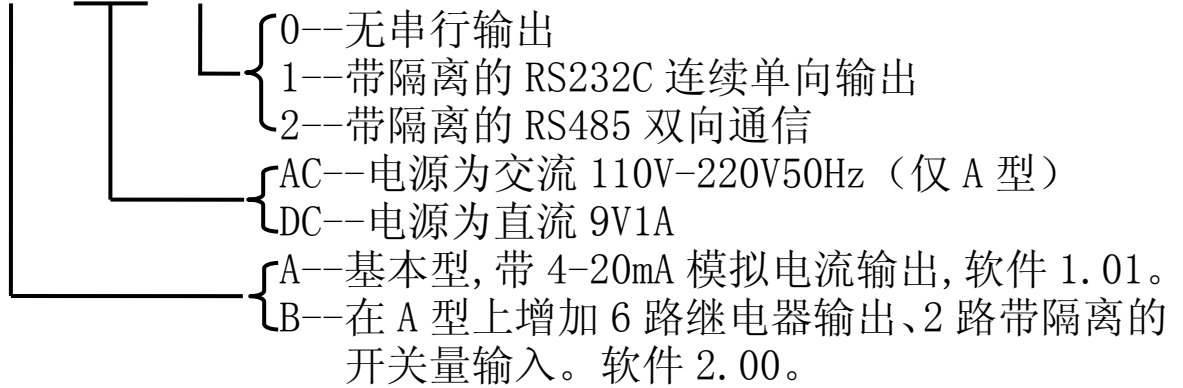 0--无串行输出
1--带隔离的 RS232C 连续单向输出
2--带隔离的 RS485 双向通信
AC--电源为交流 110V-220V50Hz（仅 A 型）
DC--电源为直流 9V1A
A--基本型,带 4-20mA 模拟电流输出,软件 1.01。
B--在 A 型上增加 6 路继电器输出、2 路带隔离的
开关量输入。软件 2.00。